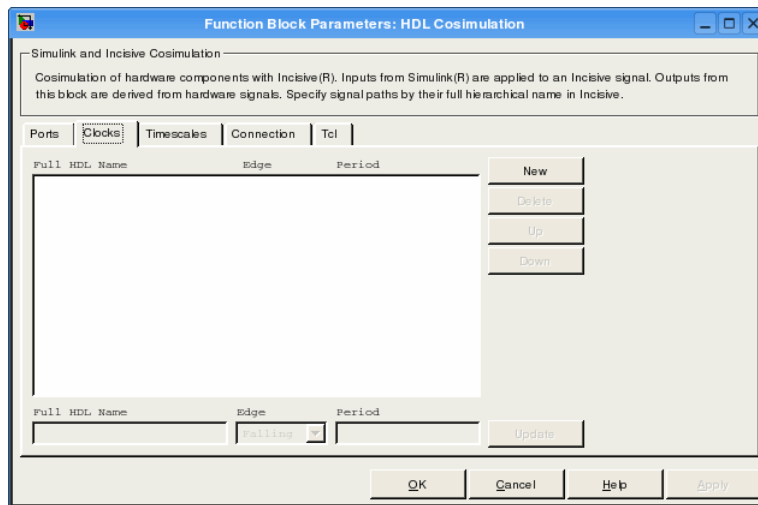 Function Block Parameters: HDL Cosimulation
Simulink and Incisive Cosimulation
Cosimulation of hardware components with Incisive(R). Inputs from Simulink(R) are applied to an Incisive signal. Outputs from
this block are derived from hardware signals. Specify signal paths by their full hierarchical name in Incisive.
Ports Clocks Timescales Connection Tcl
Full HDL Name Edge Period
New
Delete
Up
Down
Full HDL Name Edge Period
Falling Update
OK Cancel Help Apply